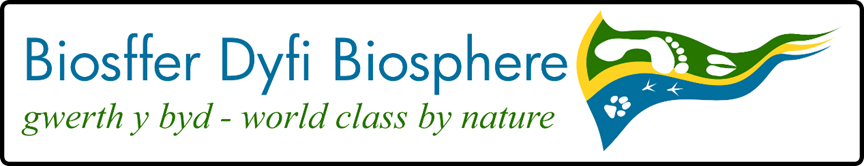 Biosffer Dyfi Biosphere
gwerth y byd - world class by nature